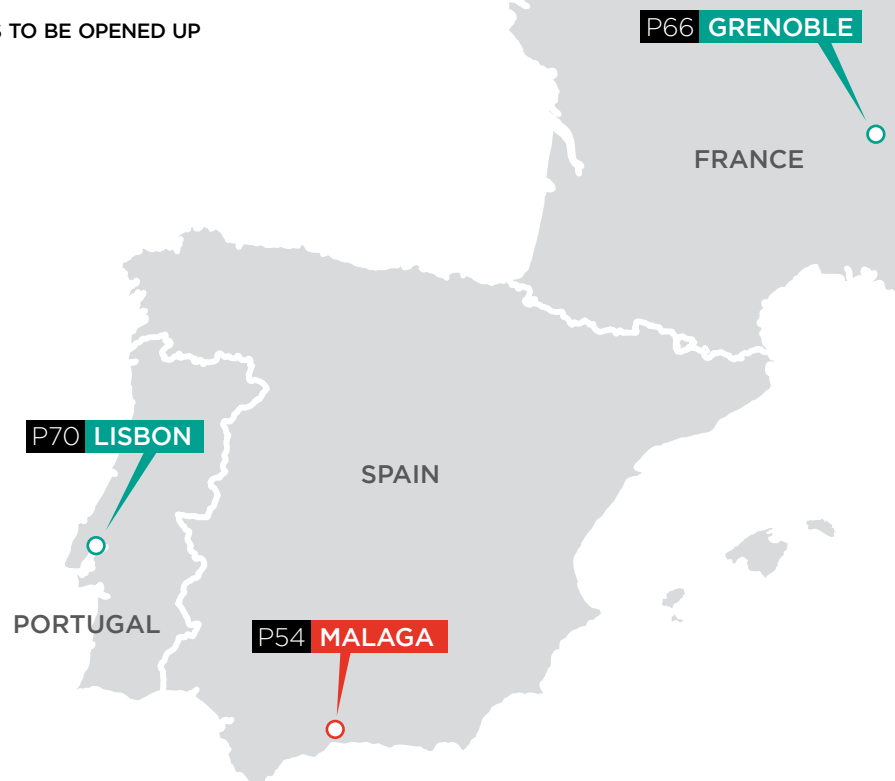 TO BE OPENED UP
P66 GRENOBLE
FRANCE
P70 LISBON
SPAIN
PORTUGAL
P54 MALAGA